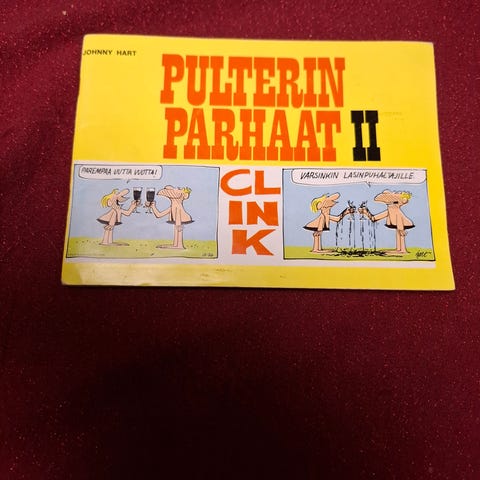 JOHNNY HART
PULTERIN
PARHAAT II
PAREMPAA UUTTA VUOTTA!
CL
IN
K
VARSINKIN LASINPUHALTAJILLE.